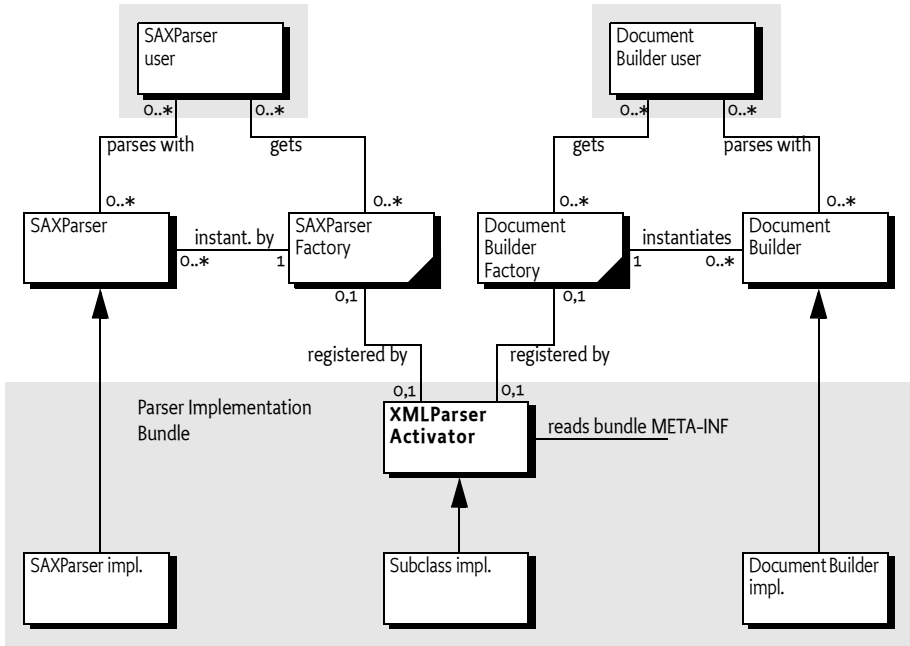 SAXParser
user
Document
Builder user
0..*
0..*
0..*
0..*
parses with
gets
gets
parses with
0..*
0..*
0..*
0..*
SAXParser
instant. by
0..*
1
SAXParser
Factory
Document
Builder
Factory
instantiates
1
0..*
Document
Builder
0,1
0,1
registered by
registered by
0,1
0,1
Parser Implementation
Bundle
XMLParser
Activator
reads bundle META-INF
SAXParser impl.
Subclass impl.
Document Builder
impl.